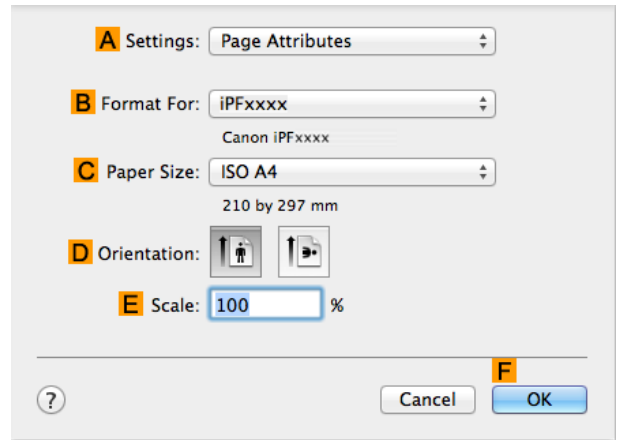 A Settings: Page Attributes
B Format For: iPFxxxx
Canon iPFxxxx
C Paper Size: ISO A4
210 by 297 mm
D Orientation:
E Scale: 100 %
F
? Cancel OK